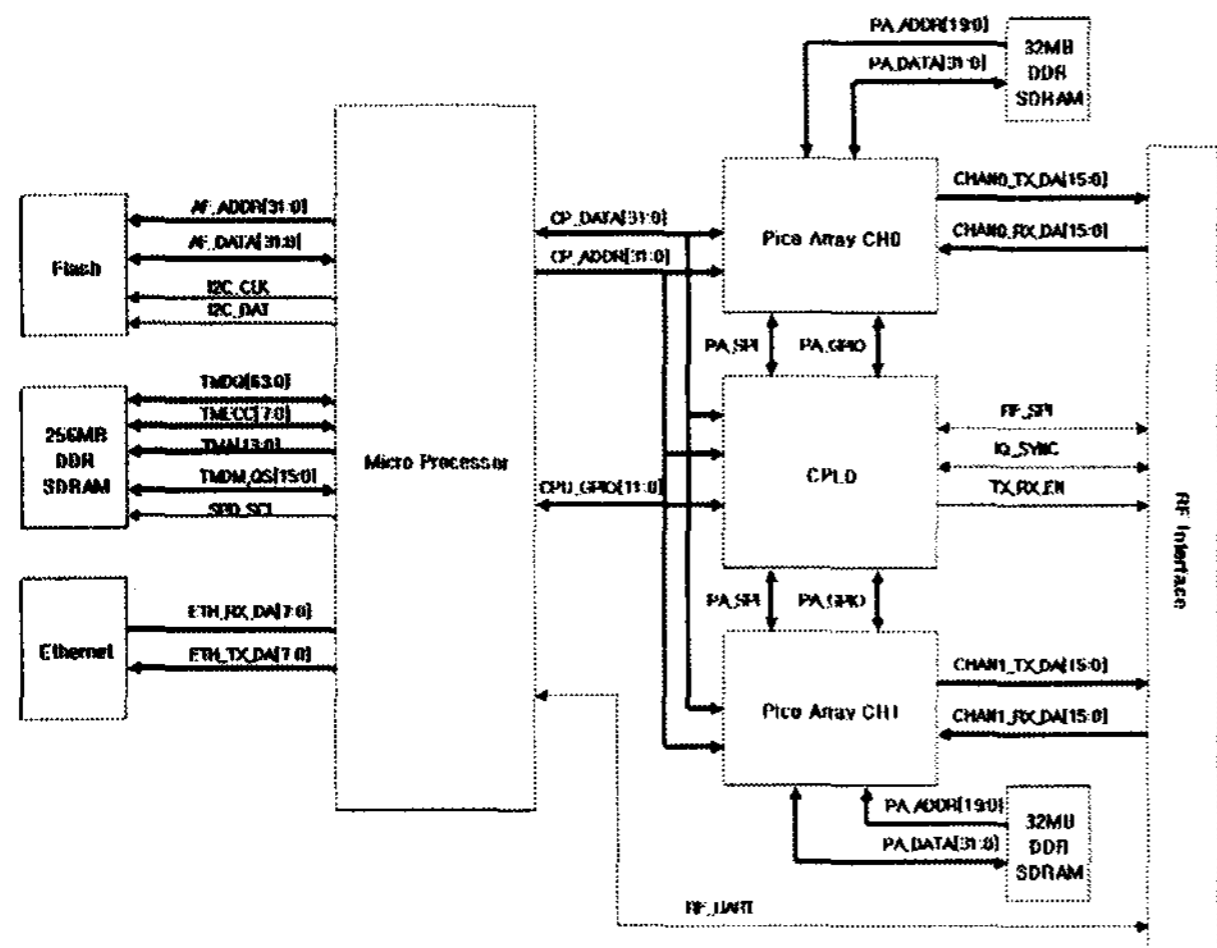 PA_ADDR[19:0]
PA_DATA[31:0]
32MB
DDR
SDRAM
Flash
AF_ADDR[31:0]
AF_DATA[31:0]
I2C_CLK
I2C_DAT
CP_DATA[31:0]
CP_ADDR[31:0]
Pico Array CH0
CHAN0_TX_DA[15:0]
CHAN0_RX_DA[15:0]
PA_SPI
PA_GPIO
256MB
DDR
SDRAM
TMDQ[63:0]
TMECC[7:0]
TMA[13:0]
TMDM_QS[15:0]
SPD_SCL
Micro Processor
CPU_GPIO[11:0]
CPLD
RF_SPI
IQ_SYNC
TX_RX_EN
RF Interface
PA_SPI
PA_GPIO
Ethernet
ETH_RX_DA[7:0]
ETH_TX_DA[7:0]
Pico Array CH1
CHAN1_TX_DA[15:0]
CHAN1_RX_DA[15:0]
PA_ADDR[19:0]
PA_DATA[31:0]
32MB
DDR
SDRAM
RF_UART